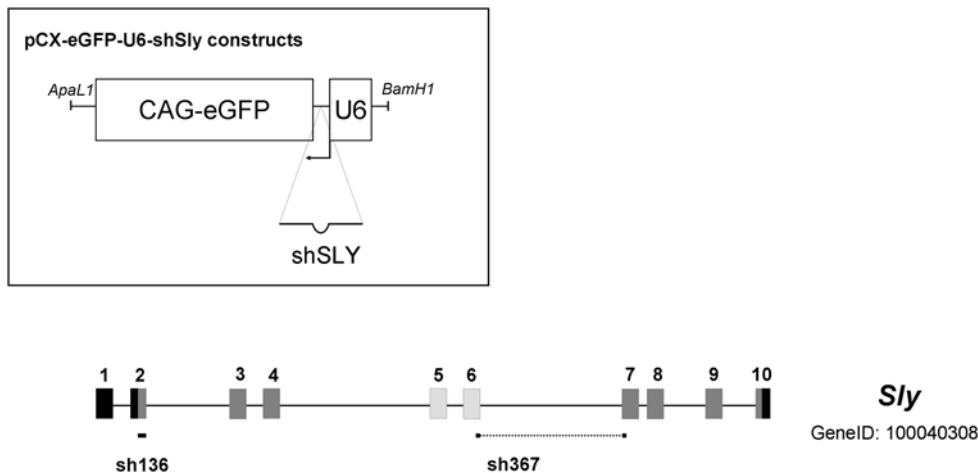 pCX-eGFP-U6-shSly constructs
ApaL1
BamH1
CAG-eGFP
U6
shSLY
1 2 3 4 5 6 7 8 9 10
Sly
GeneID: 100040308
sh136
sh367